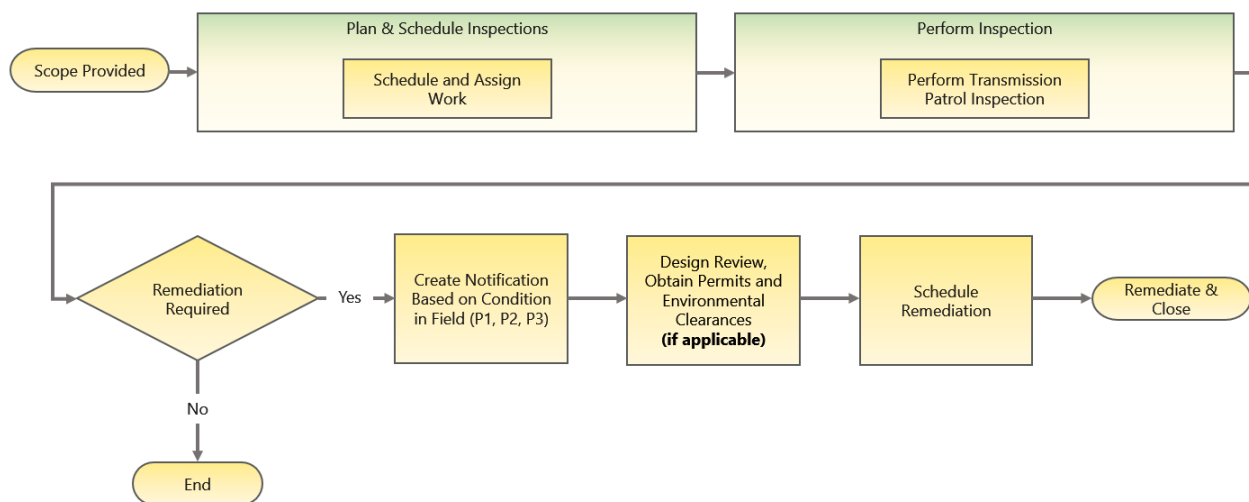 Plan & Schedule Inspections
Perform Inspection
Scope Provided
Schedule and Assign
Work
Perform Transmission
Patrol Inspection
Remediation
Required
Yes
Create Notification
Based on Condition
in Field (P1, P2, P3)
Design Review,
Obtain Permits and
Environmental
Clearances
(if applicable)
Schedule
Remediation
Remediate &
Close
No
End